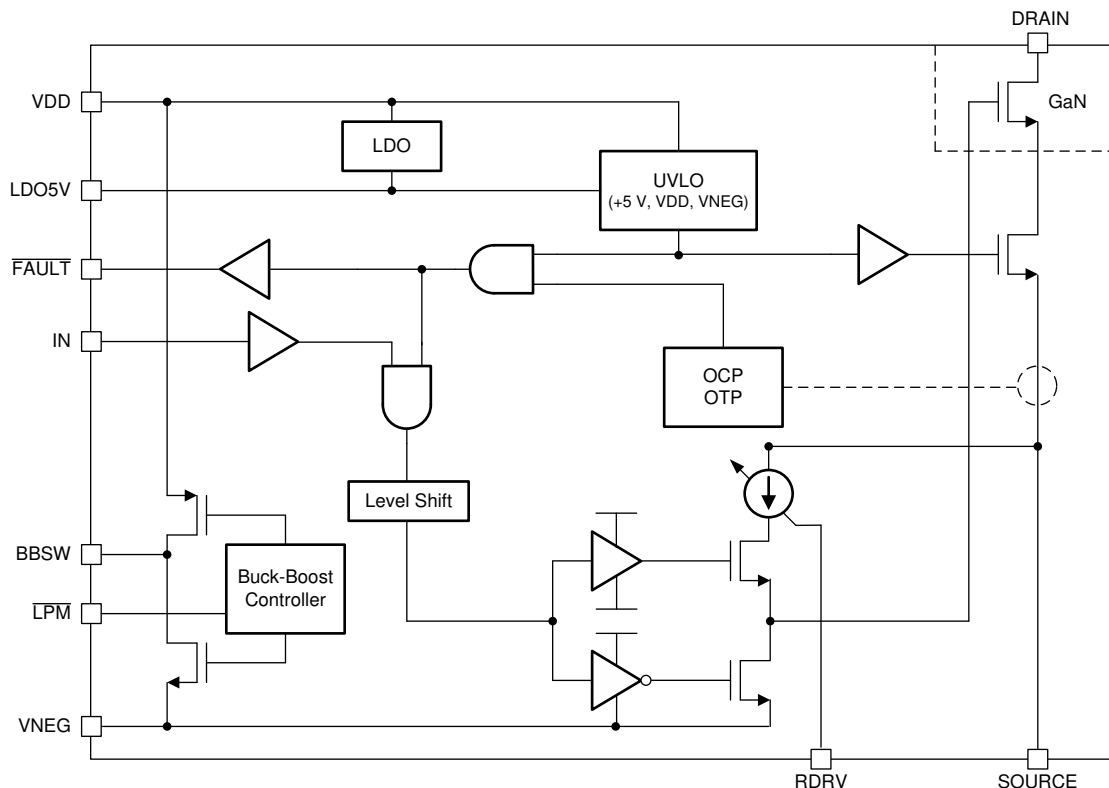 DRAIN
VDD
GaN
LDO
UVLO
(+5 V, VDD, VNEG)
LDO5V
FAULT
IN
OCP
OTP
Level Shift
BBSW
Buck-Boost
Controller
LPM
VNEG
RDRV
SOURCE